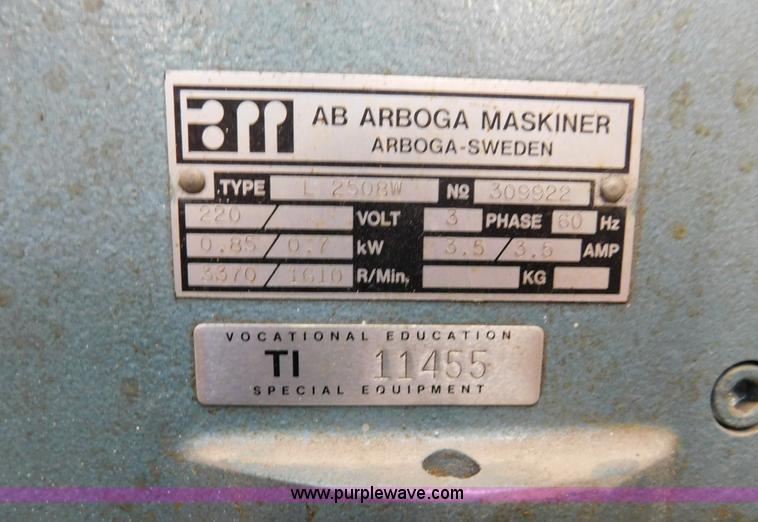 am AB ARBOGA MASKINER
ARBOGA-SWEDEN
TYPE L 2508W No 309922
220 / VOLT 3 PHASE 60 Hz
0.85 / 0.7 kW 3.5 / 3.5 AMP
3370 / 1610 R/Min. KG
VOCATIONAL EDUCATION
TI 11455
SPECIAL EQUIPMENT
www.purplewave.com